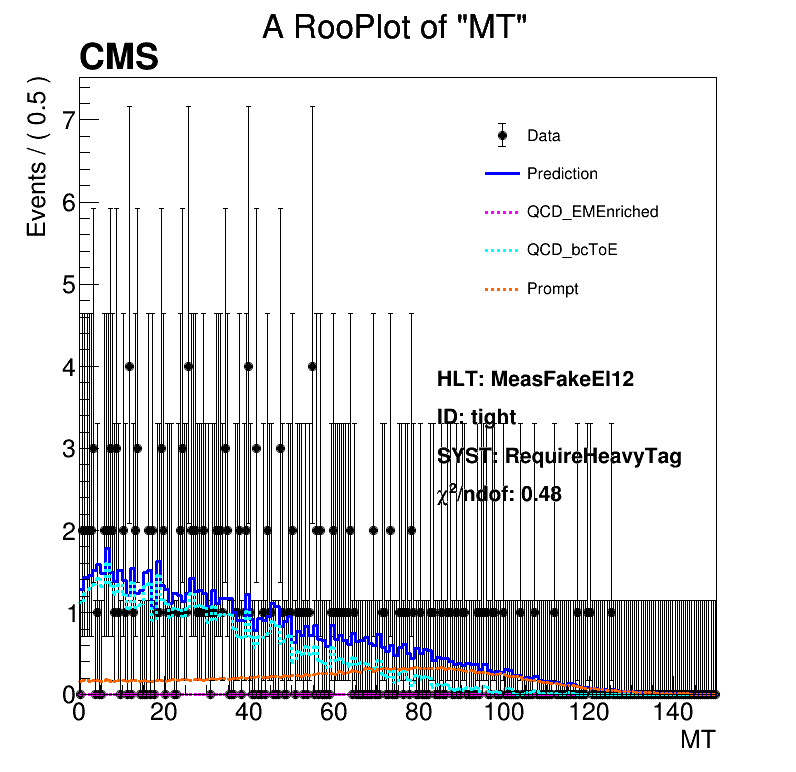 A RooPlot of "MT"
CMS
Events / ( 0.5 )
7
6
5
4
3
2
1
0
Data
Prediction
QCD_EMEnriched
QCD_bcToE
Prompt
HLT: MeasFakeEl12
ID: tight
SYST: RequireHeavyTag
χ²/ndof: 0.48
0 20 40 60 80 100 120 140
MT